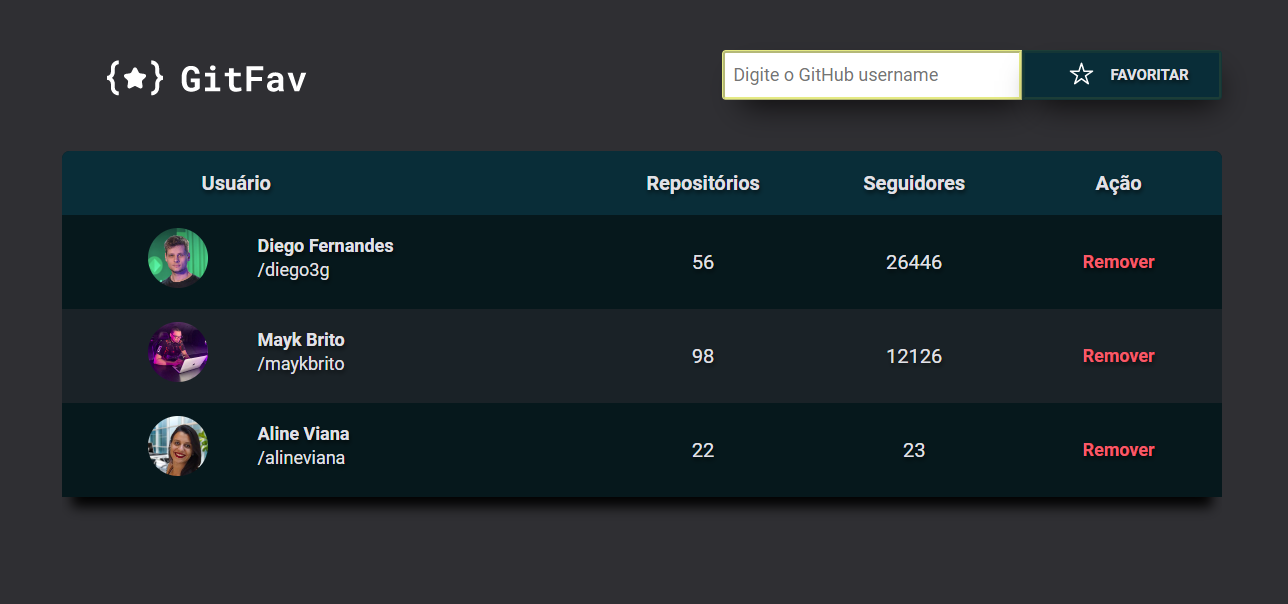 {★} GitFav
Digite o GitHub username
FAVORITAR
Usuário Repositórios Seguidores Ação
Diego Fernandes
/diego3g
56 26446 Remover
Mayk Brito
/maykbrito
98 12126 Remover
Aline Viana
/alineviana
22 23 Remover